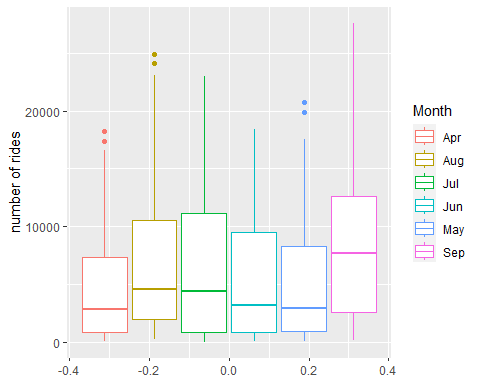 number of rides
20000
10000
0
-0.4
-0.2
0.0
0.2
0.4
Month
Apr
Aug
Jul
Jun
May
Sep